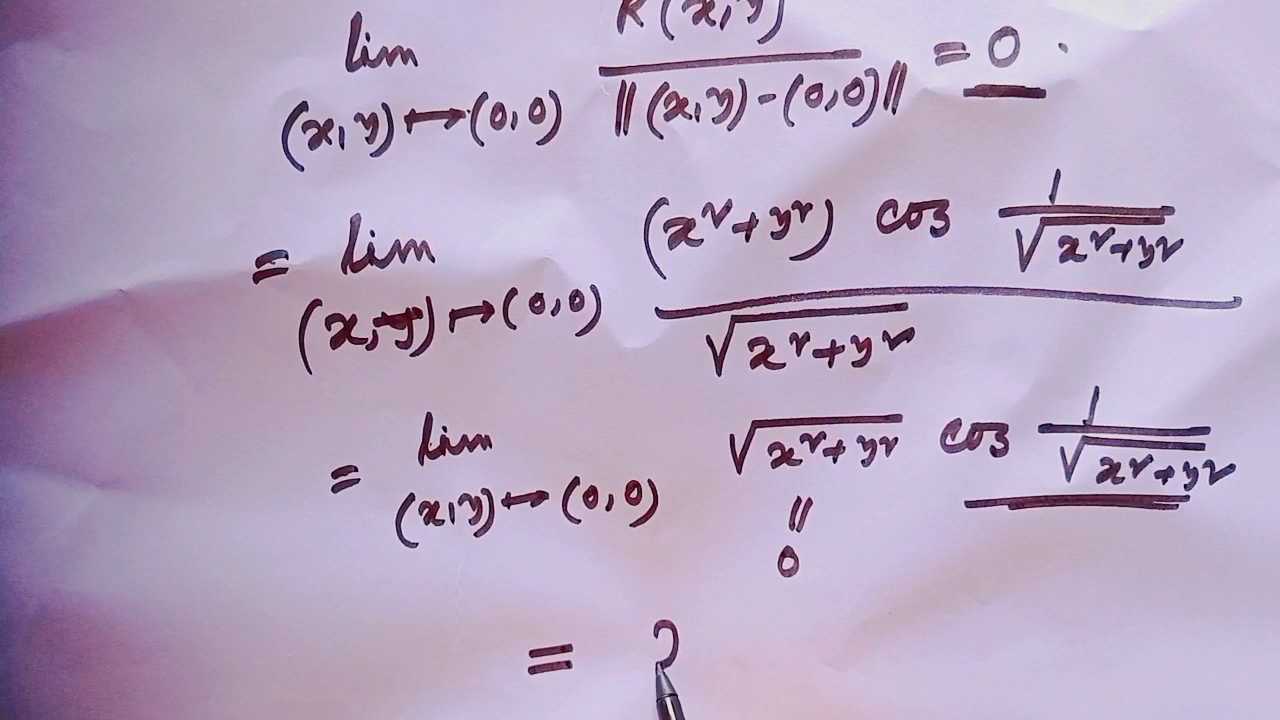 lim R(x,y) / ||(x,y)-(0,0)|| = 0.
(x,y)↦(0,0)
= lim (x²+y²) cos 1/√x²+y² / √x²+y²
(x,y)↦(0,0)
= lim √x²+y² cos 1/√x²+y²
(x,y)↦(0,0)
||
0
= ?